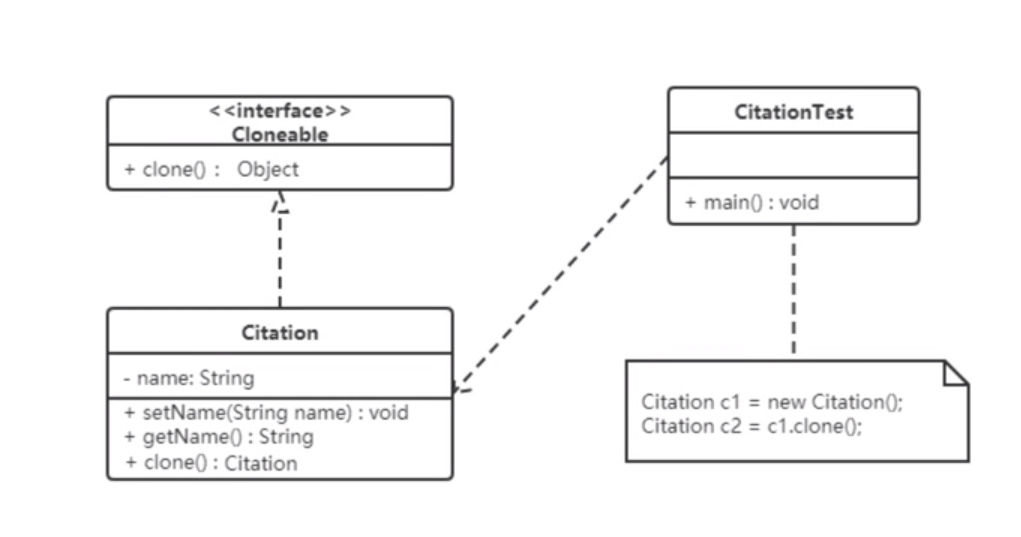 <<interface>>
Cloneable
+ clone() : Object
CitationTest
+ main() : void
Citation
- name: String
+ setName(String name) : void
+ getName() : String
+ clone() : Citation
Citation c1 = new Citation();
Citation c2 = c1.clone();